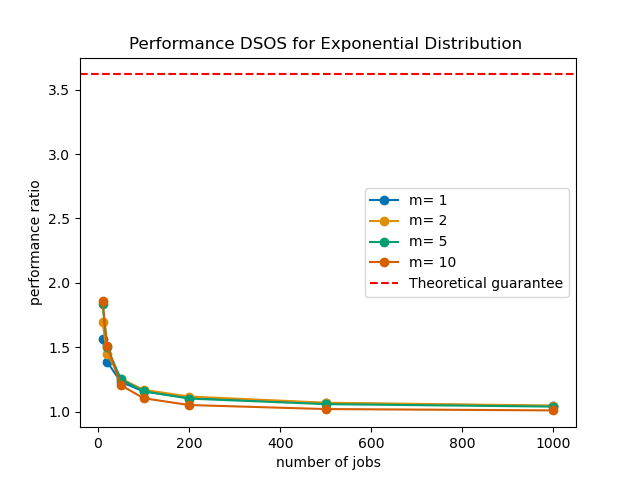 Performance DSOS for Exponential Distribution
performance ratio
3.5
3.0
2.5
2.0
1.5
1.0
m= 1
m= 2
m= 5
m= 10
Theoretical guarantee
0 200 400 600 800 1000
number of jobs